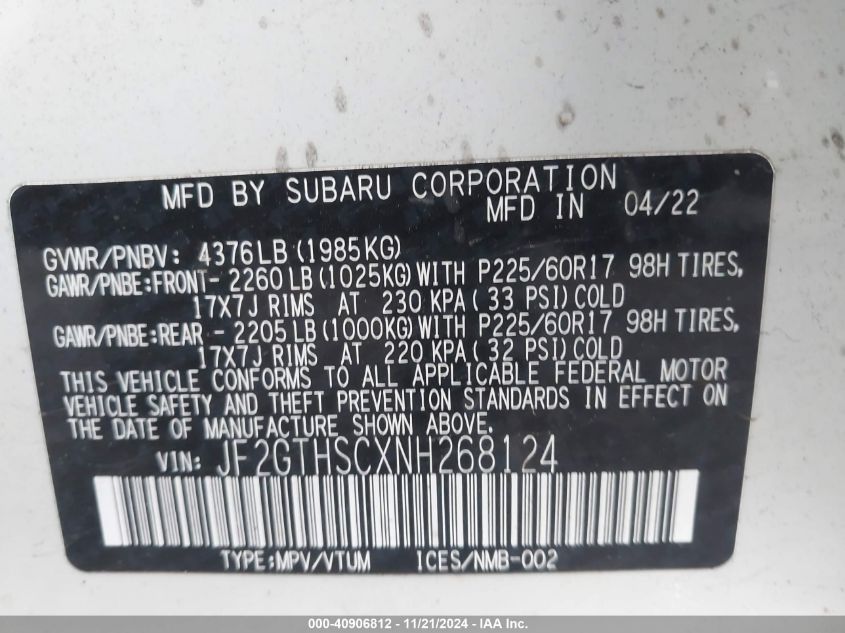 MFD BY SUBARU CORPORATION
MFD IN 04/22
GVWR/PNBV: 4376LB (1985KG)
GAWR/PNBE:FRONT- 2260 LB (1025KG) WITH P225/60R17 98H TIRES,
17X7J RIMS AT 230 KPA ( 33 PSI) COLD
GAWR/PNBE:REAR - 2205 LB (1000KG) WITH P225/60R17 98H TIRES,
17X7J RIMS AT 220 KPA ( 32 PSI) COLD
THIS VEHICLE CONFORMS TO ALL APPLICABLE FEDERAL MOTOR
VEHICLE SAFETY AND THEFT PREVENTION STANDARDS IN EFFECT ON
THE DATE OF MANUFACTURE SHOWN ABOVE.
VIN: JF2GTHSCXNH268124
TYPE:MPV/VTUM ICES/NMB-002
000-40906812 - 11/21/2024 - IAA Inc.